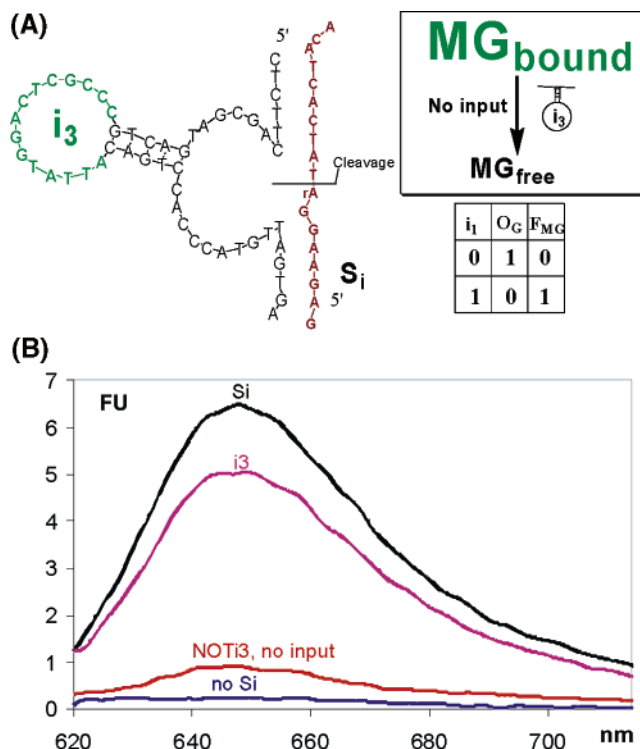 (A)
5'
CTCTTC
i3
Cleavage
Si
5'
MGbound
No input
i3
MGfree
i1 OG FMG
0 1 0
1 0 1
(B)
7
6
5
4
3
2
1
0
FU
Si
i3
NOTi3, no input
no Si
620 640 660 680 700 nm